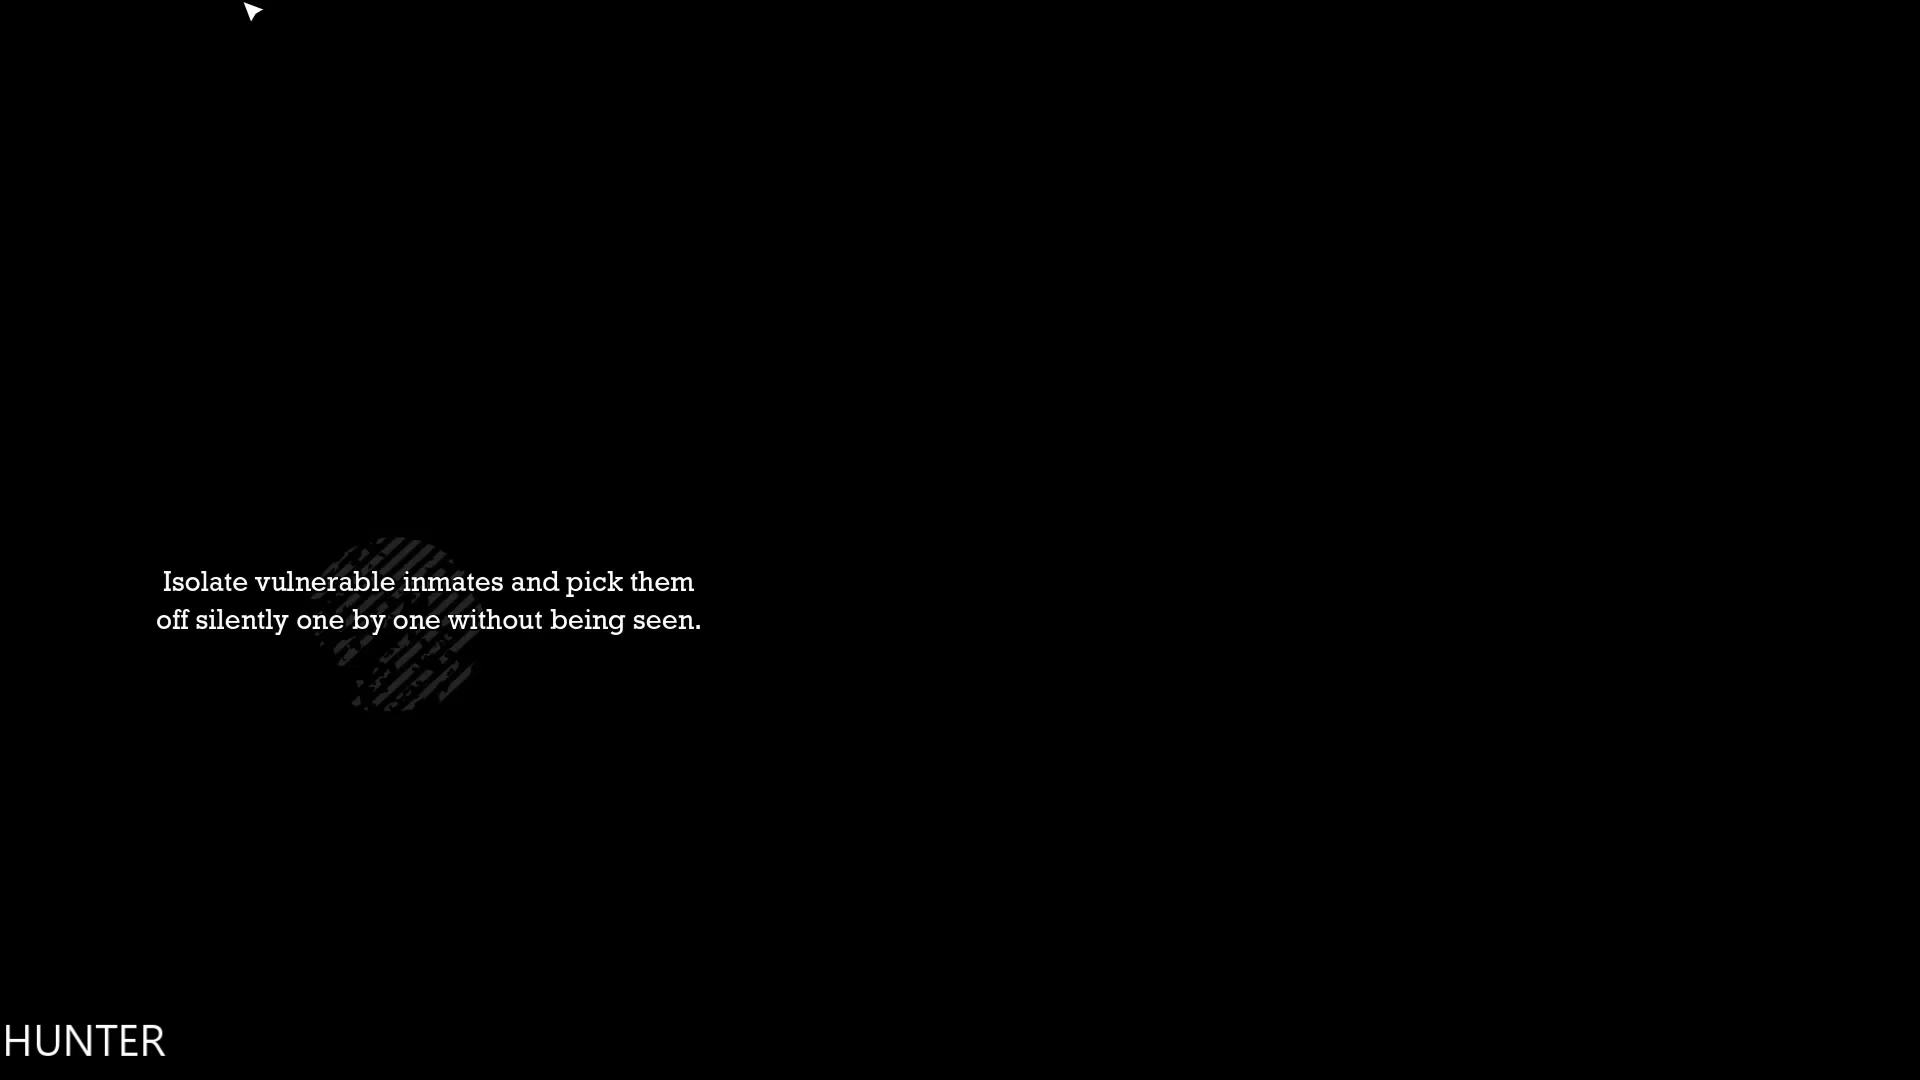 Isolate vulnerable inmates and pick them
off silently one by one without being seen.
HUNTER